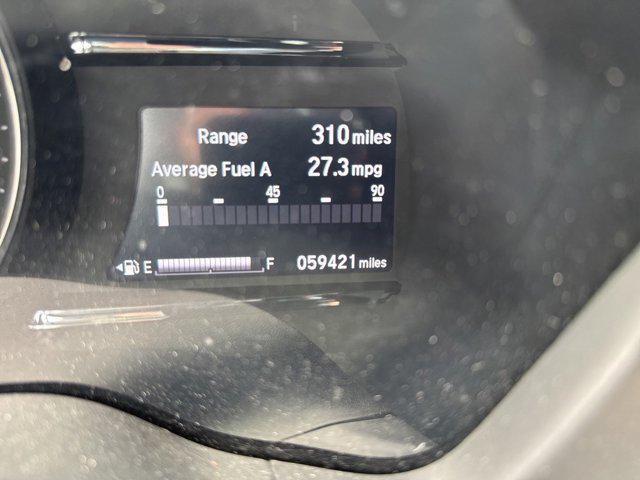 Range 310 miles
Average Fuel A 27.3 mpg
0 45 90
E F 059421 miles